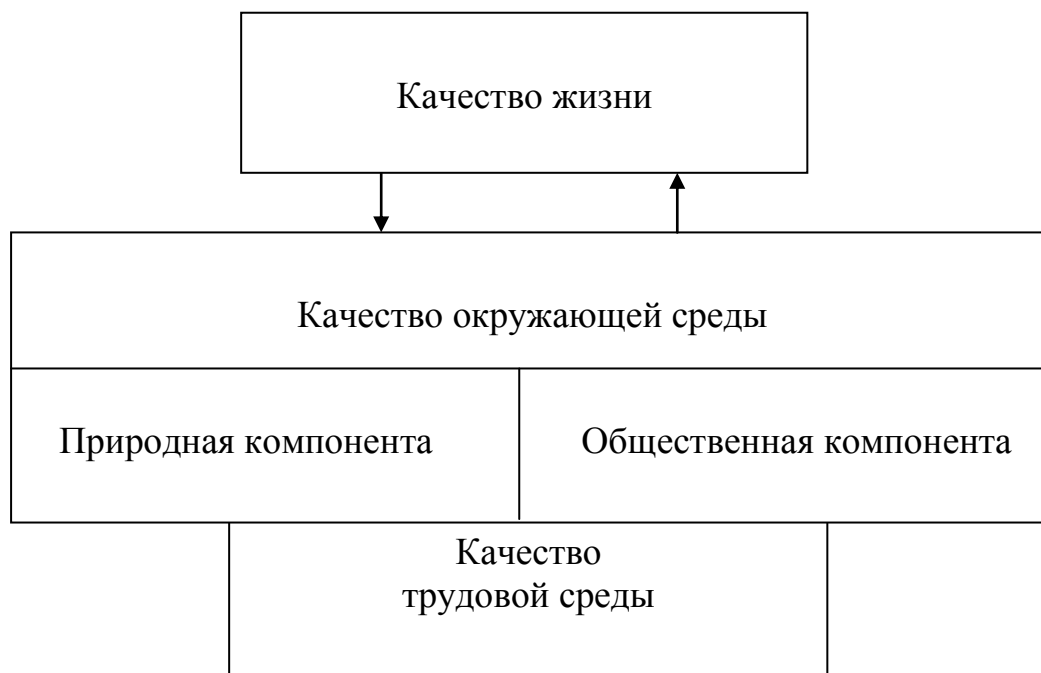 Качество жизни
Качество окружающей среды
Природная компонента
Общественная компонента
Качество
трудовой среды